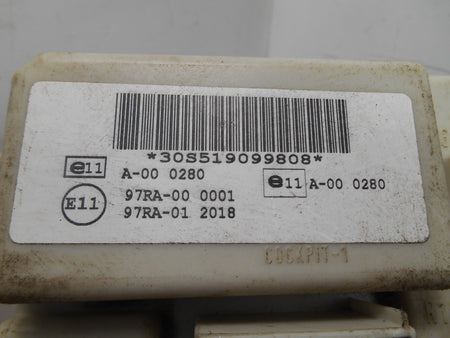 *30S519099808*
e11 A-00 0280 e11 A-00 0280
E11 97RA-00 0001
97RA-01 2018
COCKPIT-1